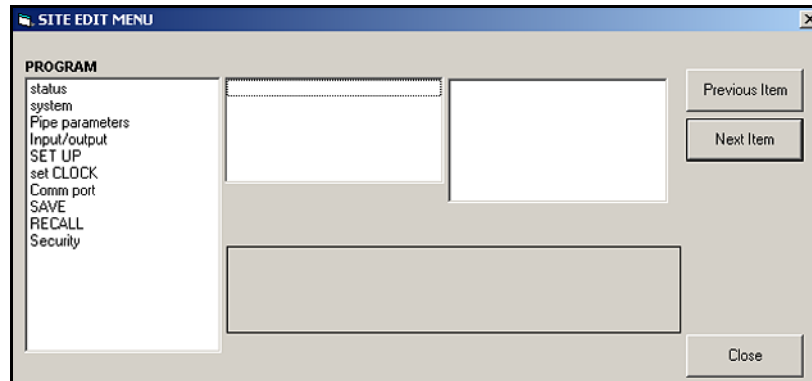 SITE EDIT MENU
PROGRAM
status
system
Pipe parameters
Input/output
SET UP
set CLOCK
Comm port
SAVE
RECALL
Security
Previous Item
Next Item
Close